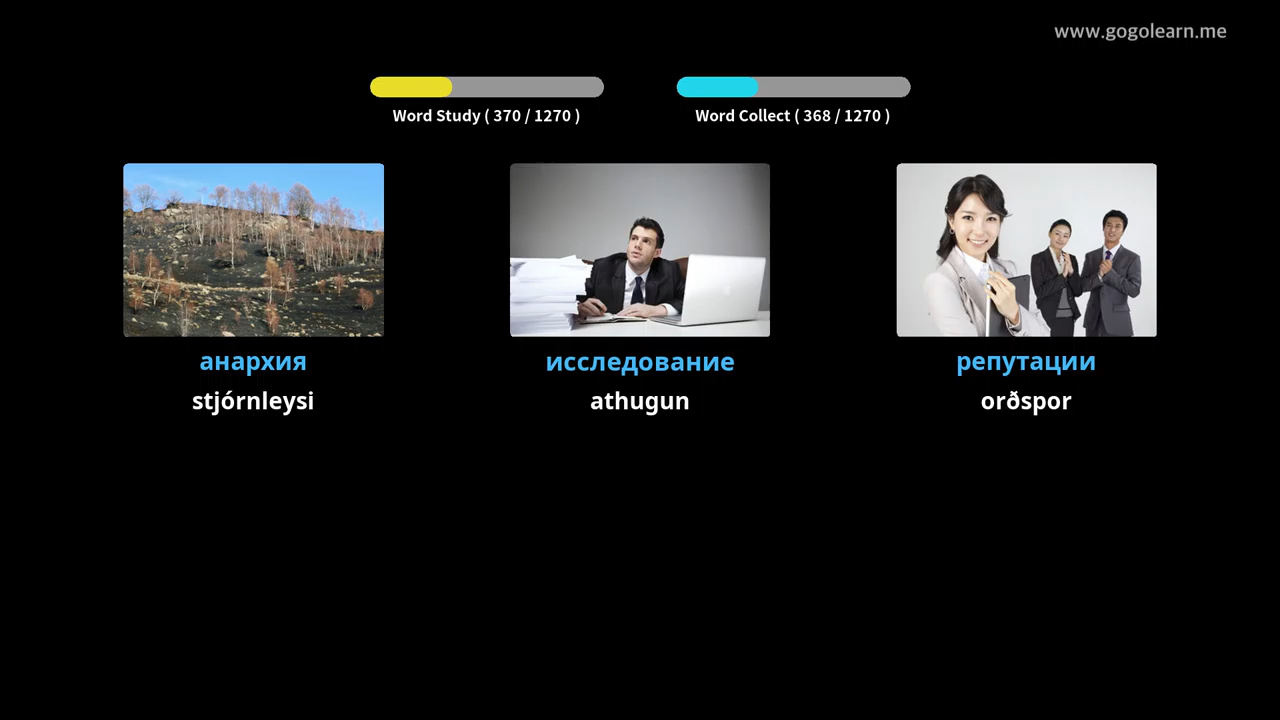 www.gogolearn.me
Word Study ( 370 / 1270 )
Word Collect ( 368 / 1270 )
анархия
исследование
репутации
stjórnleysi
athugun
orðspor